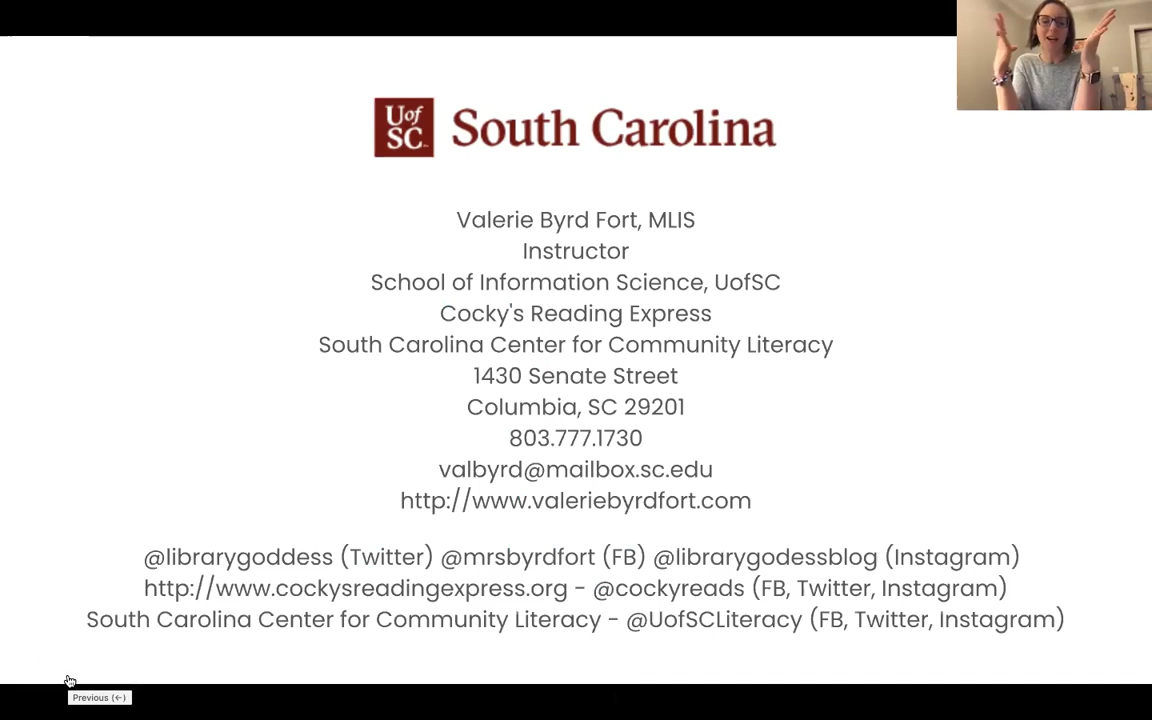 UofSC South Carolina
Valerie Byrd Fort, MLIS
Instructor
School of Information Science, UofSC
Cocky's Reading Express
South Carolina Center for Community Literacy
1430 Senate Street
Columbia, SC 29201
803.777.1730
valbyrd@mailbox.sc.edu
http://www.valeriebyrdfort.com
@librarygoddess (Twitter) @mrsbyrdfort (FB) @librarygodessblog (Instagram)
http://www.cockysreadingexpress.org - @cockyreads (FB, Twitter, Instagram)
South Carolina Center for Community Literacy - @UofSCLiteracy (FB, Twitter, Instagram)
Previous (←)